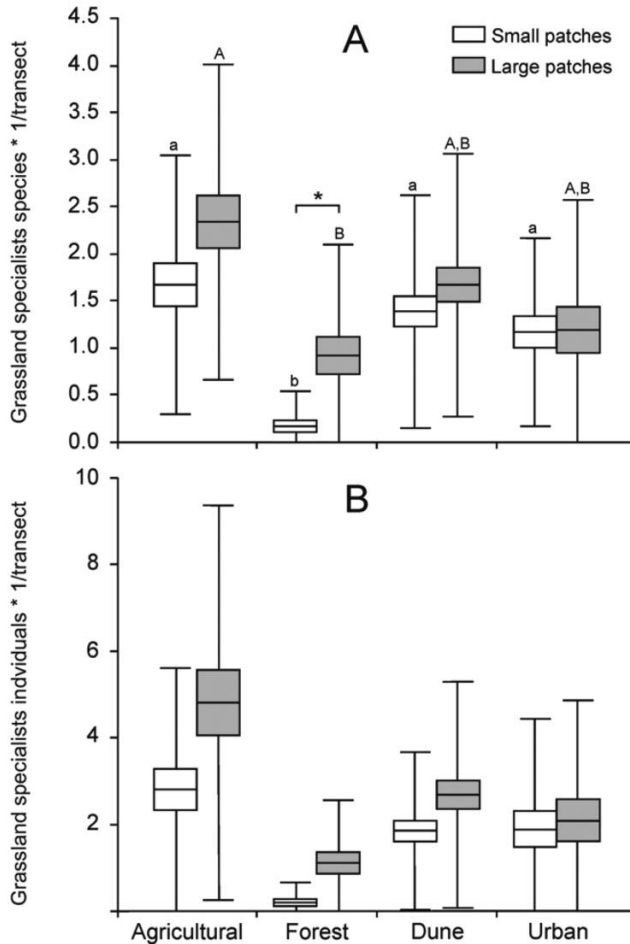 A
Small patches
Large patches
Grassland specialists species * 1/transect
4.5
4.0
3.5
3.0
2.5
2.0
1.5
1.0
0.5
0.0
a
A
*
b
B
a
A,B
a
A,B
B
Grassland specialists indviduals * 1/transect
10
8
6
4
2
Agricultural Forest Dune Urban